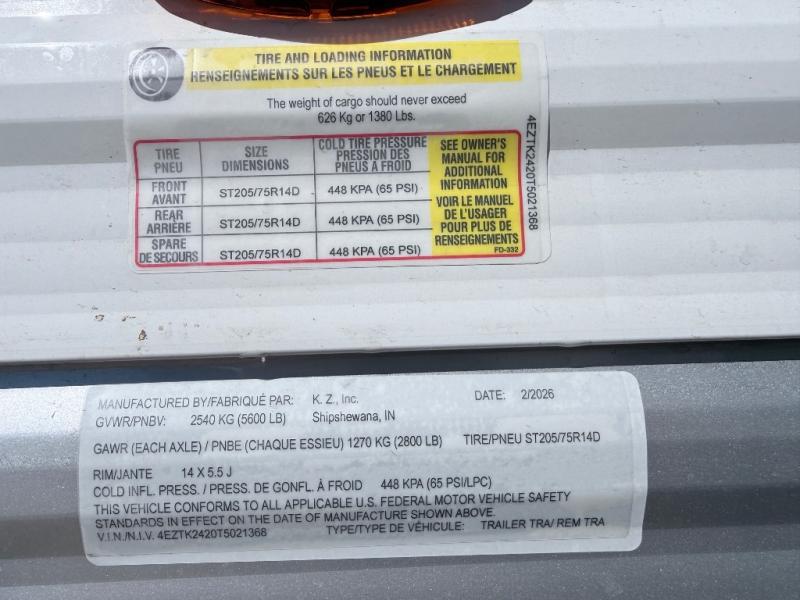 TIRE AND LOADING INFORMATION
RENSEIGNEMENTS SUR LES PNEUS ET LE CHARGEMENT
The weight of cargo should never exceed
626 Kg or 1380 Lbs.
TIRE
PNEU
SIZE
DIMENSIONS
COLD TIRE PRESSURE
PRESSION DES
PNEUS A FROID
FRONT
AVANT
ST205/75R14D
448 KPA (65 PSI)
REAR
ARRIÈRE
ST205/75R14D
448 KPA (65 PSI)
SPARE
DE SECOURS
ST205/75R14D
448 KPA (65 PSI)
SEE OWNER'S
MANUAL FOR
ADDITIONAL
INFORMATION
VOIR LE MANUEL
DE L'USAGER
POUR PLUS DE
RENSEIGNEMENTS
FD-332
4EZTK2420T5021368
MANUFACTURED BY/FABRIQUÉ PAR: K. Z., Inc. DATE: 2/2026
GVWR/PNBV: 2540 KG (5600 LB) Shipshewana, IN
GAWR (EACH AXLE) / PNBE (CHAQUE ESSIEU) 1270 KG (2800 LB) TIRE/PNEU ST205/75R14D
RIM/JANTE 14 X 5.5 J
COLD INFL. PRESS. / PRESS. DE GONFL. À FROID 448 KPA (65 PSI/LPC)
THIS VEHICLE CONFORMS TO ALL APPLICABLE U.S. FEDERAL MOTOR VEHICLE SAFETY
STANDARDS IN EFFECT ON THE DATE OF MANUFACTURE SHOWN ABOVE.
V.I.N./N.I.V. 4EZTK2420T5021368 TYPE/TYPE DE VÉHICULE: TRAILER TRA/ REM TRA